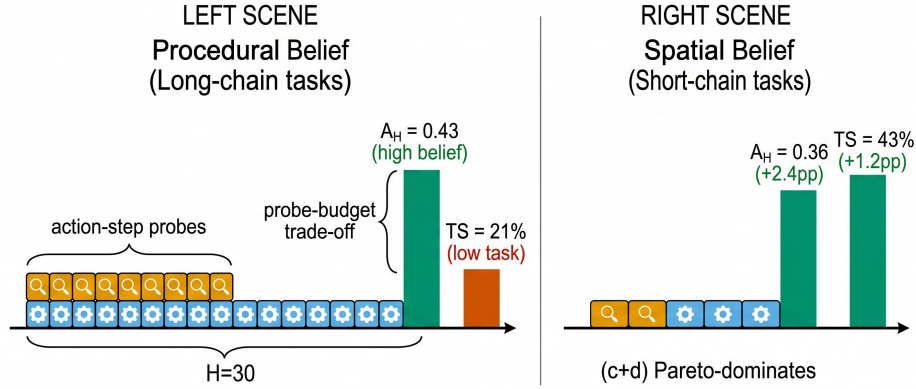 LEFT SCENE
Procedural Belief
(Long-chain tasks)
A_H = 0.43
(high belief)
probe-budget
trade-off
action-step probes
TS = 21%
(low task)
H=30
RIGHT SCENE
Spatial Belief
(Short-chain tasks)
A_H = 0.36
(+2.4pp)
TS = 43%
(+1.2pp)
(c+d) Pareto-dominates